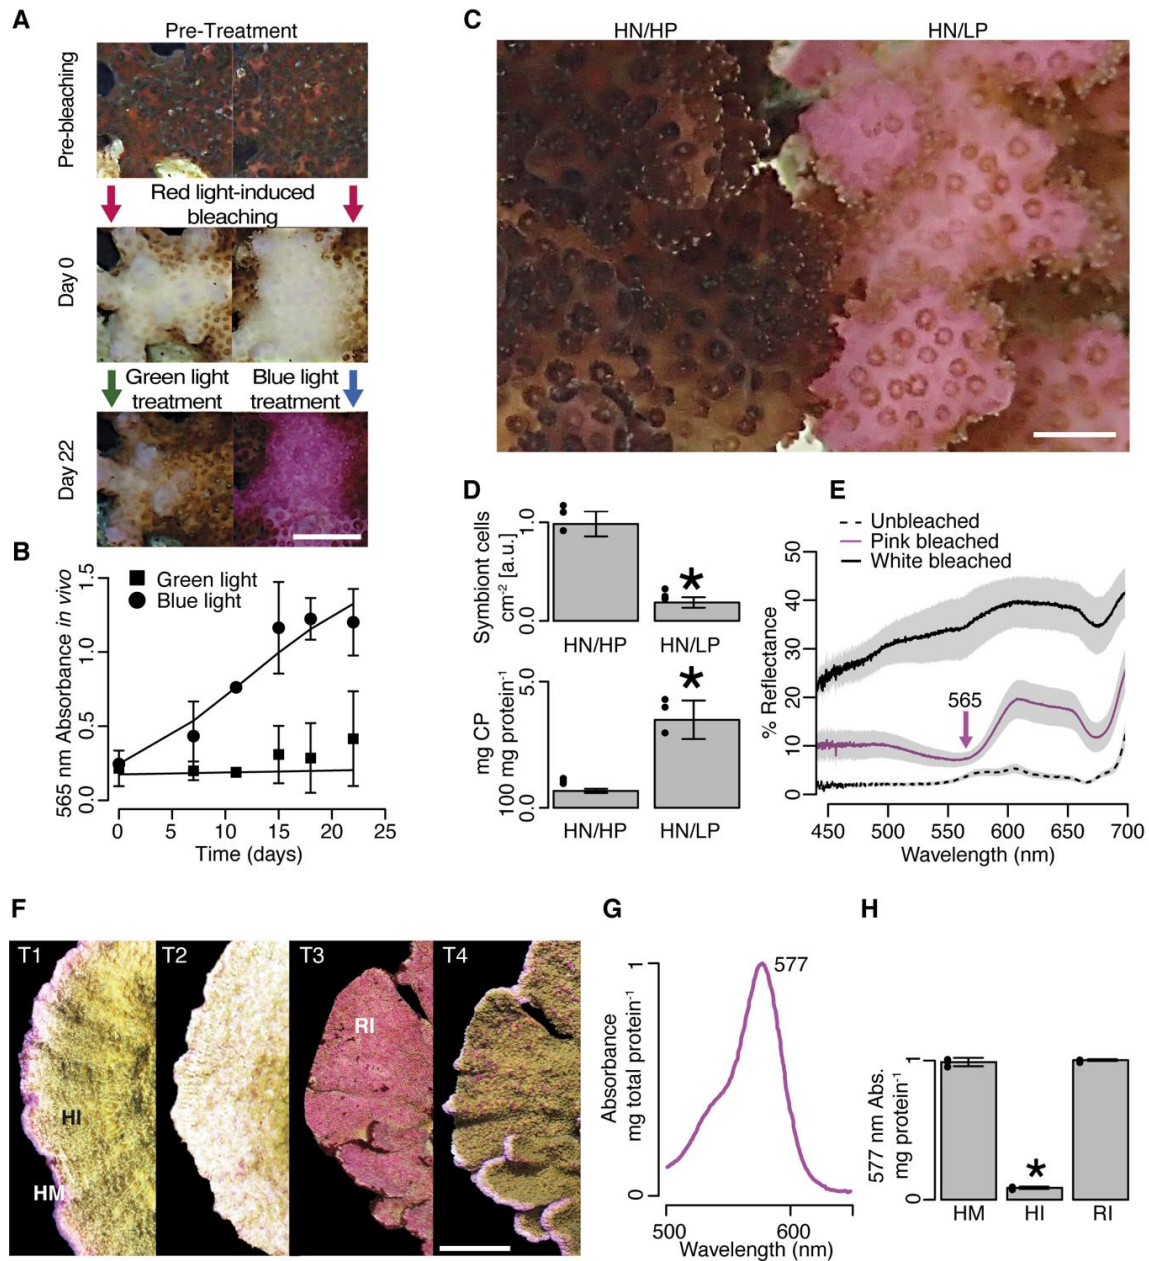 A
Pre-Treatment
Pre-bleaching
Red light-induced
bleaching
Day 0
Green light
treatment
Blue light
treatment
Day 22
B
Green light
Blue light
565 nm Absorbance in vivo
0.0
0.5
1.0
1.5
0
5
10
15
20
25
Time (days)
C
HN/HP
HN/LP
D
Symbiont cells
cm⁻² [a.u.]
0.0
1.0
*
HN/HP
HN/LP
mg CP
100 mg protein⁻¹
0.0
5.0
*
HN/HP
HN/LP
E
Unbleached
Pink bleached
White bleached
% Reflectance
50
40
30
20
10
0
565
450
500
550
600
650
700
Wavelength (nm)
F
T1
T2
T3
T4
HI
HM
RI
G
577
Absorbance
mg total protein⁻¹
1
0
500
600
Wavelength (nm)
H
577 nm Abs.
mg protein⁻¹
1
0
*
HM
HI
RI